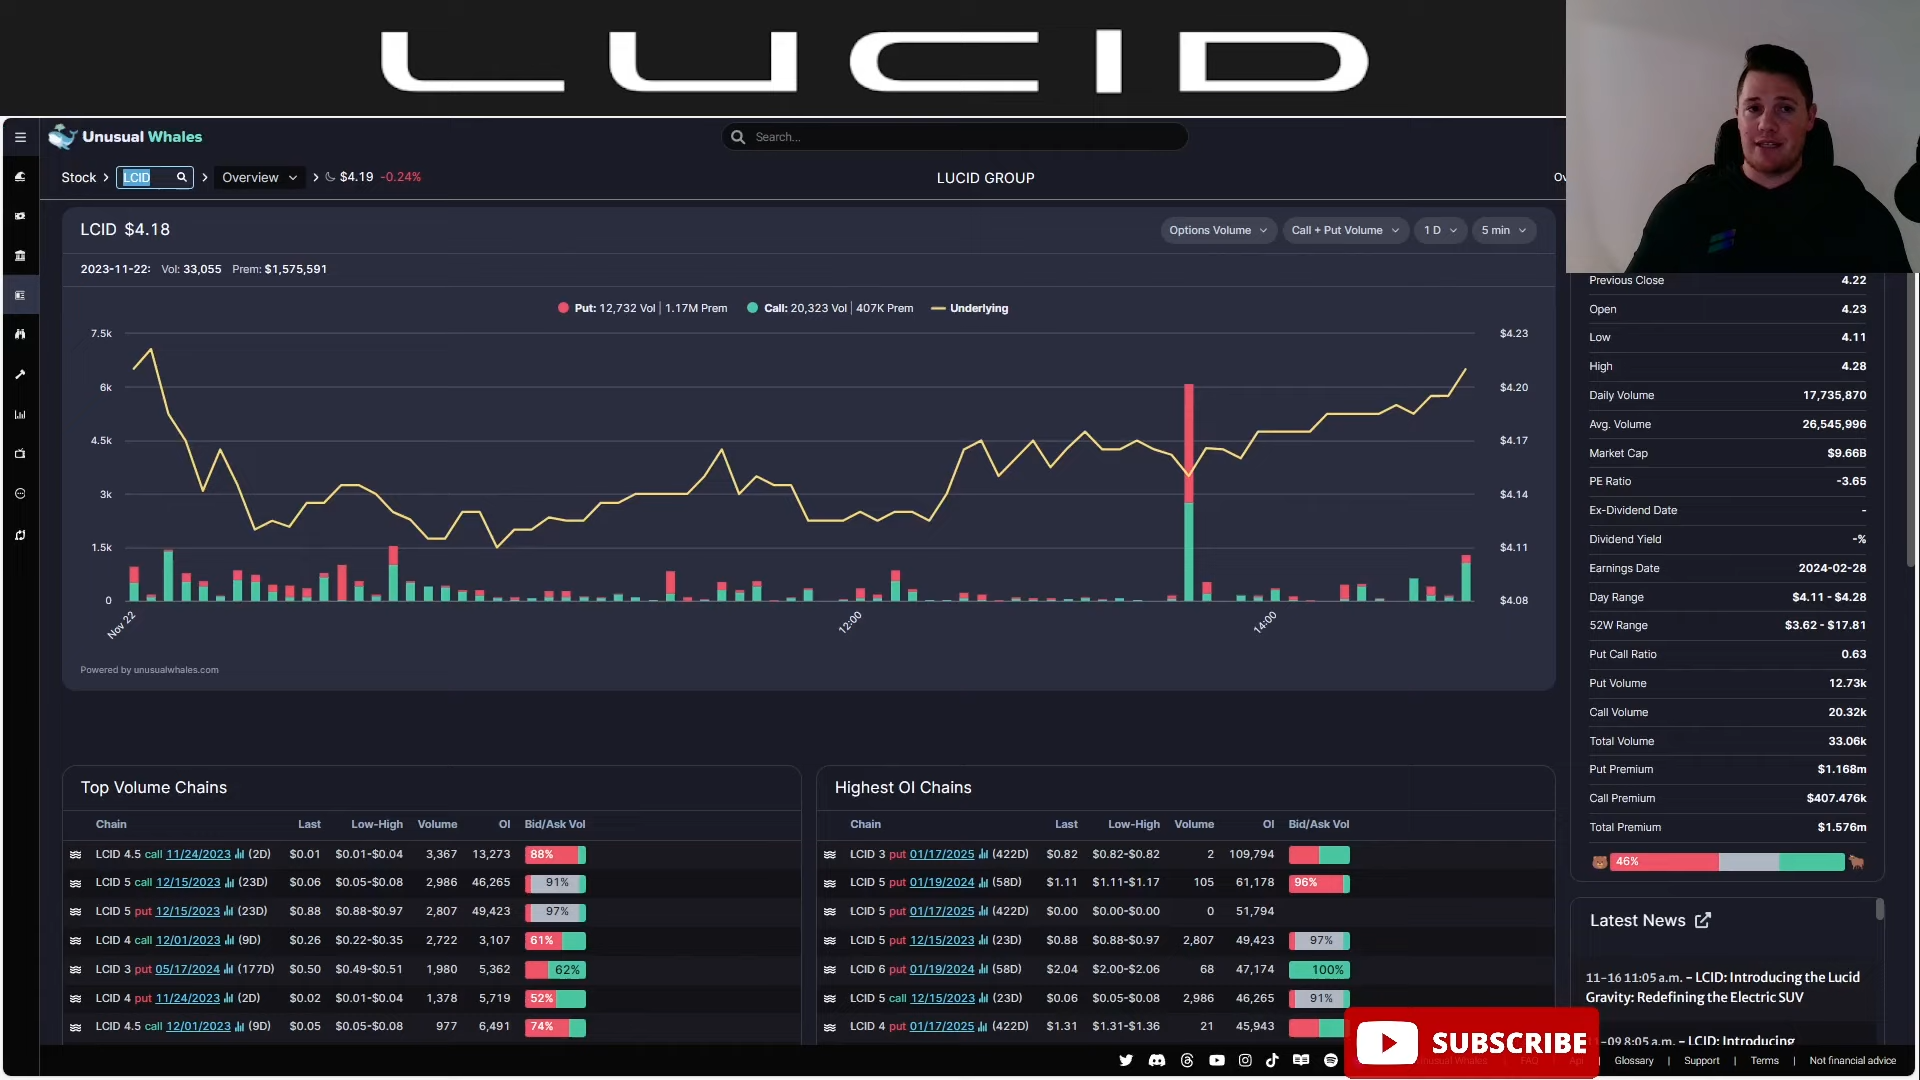 LUCID
Unusual Whales
Search...
Stock > LCID > Overview > $4.19 -0.24%
LUCID GROUP
Ov
LCID $4.18
Options Volume
Call + Put Volume
1 D
5 min
2023-11-22: Vol: 33,055 Prem: $1,575,591
Put: 12,732 Vol | 1.17M Prem
Call: 20,323 Vol | 407K Prem
Underlying
7.5k
6k
4.5k
3k
1.5k
0
$4.23
$4.20
$4.17
$4.14
$4.11
$4.08
Nov 22
12:00
14:00
Powered by unusualwhales.com
Previous Close 4.22
Open 4.23
Low 4.11
High 4.28
Daily Volume 17,735,870
Avg. Volume 26,545,996
Market Cap $9.66B
PE Ratio -3.65
Ex-Dividend Date -
Dividend Yield -%
Earnings Date 2024-02-28
Day Range $4.11 - $4.28
52W Range $3.62 - $17.81
Put Call Ratio 0.63
Put Volume 12.73k
Call Volume 20.32k
Total Volume 33.06k
Put Premium $1.168m
Call Premium $407.476k
Total Premium $1.576m
46%
Top Volume Chains
Chain Last Low-High Volume OI Bid/Ask Vol
LCID 4.5 call 11/24/2023 (2D) $0.01 $0.01-$0.04 3,367 13,273 88%
LCID 5 call 12/15/2023 (23D) $0.06 $0.05-$0.08 2,986 46,265 91%
LCID 5 put 12/15/2023 (23D) $0.88 $0.88-$0.97 2,807 49,423 97%
LCID 4 call 12/01/2023 (9D) $0.26 $0.22-$0.35 2,722 3,107 61%
LCID 3 put 05/17/2024 (177D) $0.50 $0.49-$0.51 1,980 5,362 62%
LCID 4 put 11/24/2023 (2D) $0.02 $0.01-$0.04 1,378 5,719 52%
LCID 4.5 call 12/01/2023 (9D) $0.05 $0.05-$0.08 977 6,491 74%
Highest OI Chains
Chain Last Low-High Volume OI Bid/Ask Vol
LCID 3 put 01/17/2025 (422D) $0.82 $0.82-$0.82 2 109,794
LCID 5 put 01/19/2024 (58D) $1.11 $1.11-$1.17 105 61,178 96%
LCID 5 put 01/17/2025 (422D) $0.00 $0.00-$0.00 0 51,794
LCID 5 put 12/15/2023 (23D) $0.88 $0.88-$0.97 2,807 49,423 97%
LCID 6 put 01/19/2024 (58D) $2.04 $2.00-$2.06 68 47,174 100%
LCID 5 call 12/15/2023 (23D) $0.06 $0.05-$0.08 2,986 46,265 91%
LCID 4 put 01/17/2025 (422D) $1.31 $1.31-$1.36 21 45,943
Latest News
11-16 11:05 a.m. - LCID: Introducing the Lucid
Gravity: Redefining the Electric SUV
-09 8:05 a.m. - LCID: Introducing
SUBSCRIBE
Glossary | Support | Terms | Not financial advice